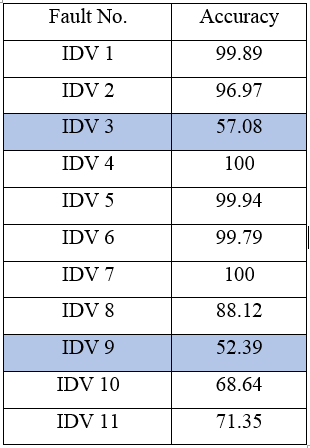 Fault No. Accuracy
IDV 1 99.89
IDV 2 96.97
IDV 3 57.08
IDV 4 100
IDV 5 99.94
IDV 6 99.79
IDV 7 100
IDV 8 88.12
IDV 9 52.39
IDV 10 68.64
IDV 11 71.35